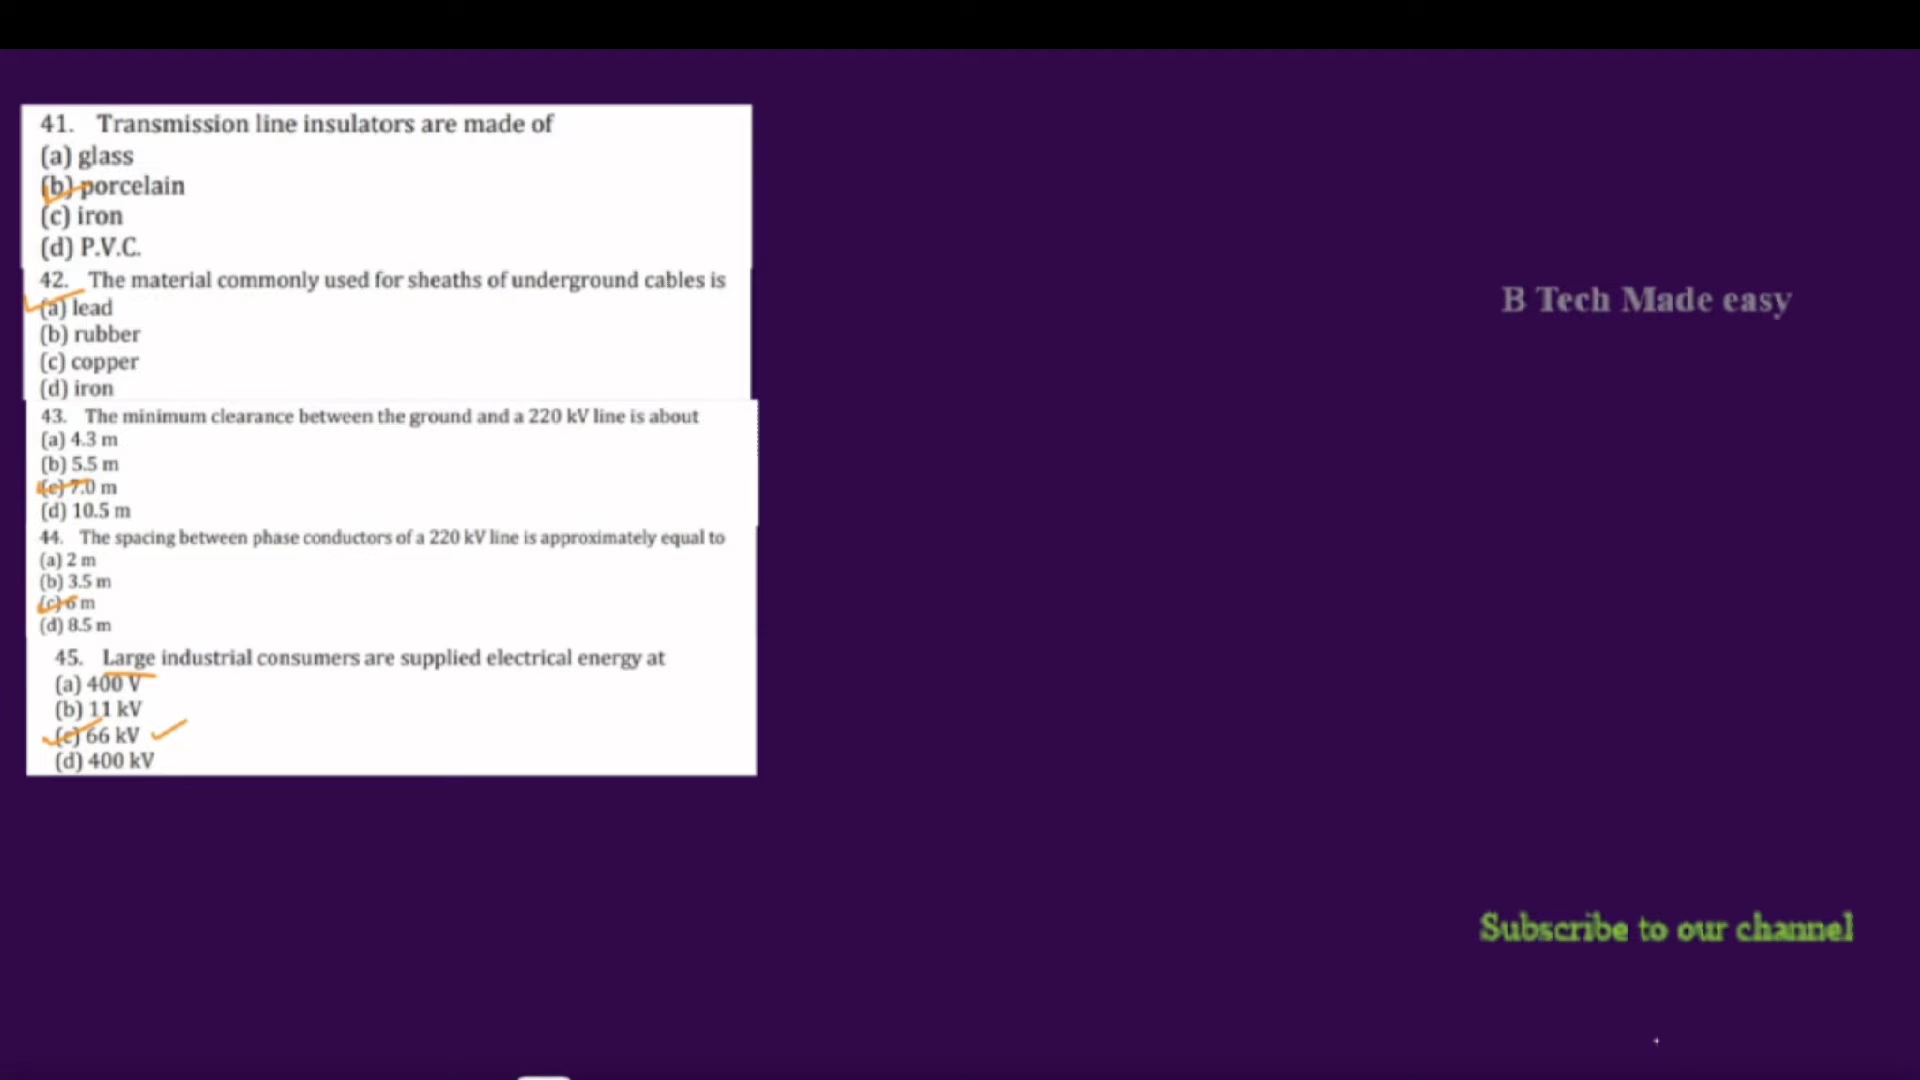 41. Transmission line insulators are made of
(a) glass
(b) porcelain
(c) iron
(d) P.V.C.
42. The material commonly used for sheaths of underground cables is
(a) lead
(b) rubber
(c) copper
(d) iron
43. The minimum clearance between the ground and a 220 kV line is about
(a) 4.3 m
(b) 5.5 m
(c) 7.0 m
(d) 10.5 m
44. The spacing between phase conductors of a 220 kV line is approximately equal to
(a) 2 m
(b) 3.5 m
(c) 6 m
(d) 8.5 m
45. Large industrial consumers are supplied electrical energy at
(a) 400 V
(b) 11 kV
(c) 66 kV
(d) 400 kV
B Tech Made easy
Subscribe to our channel